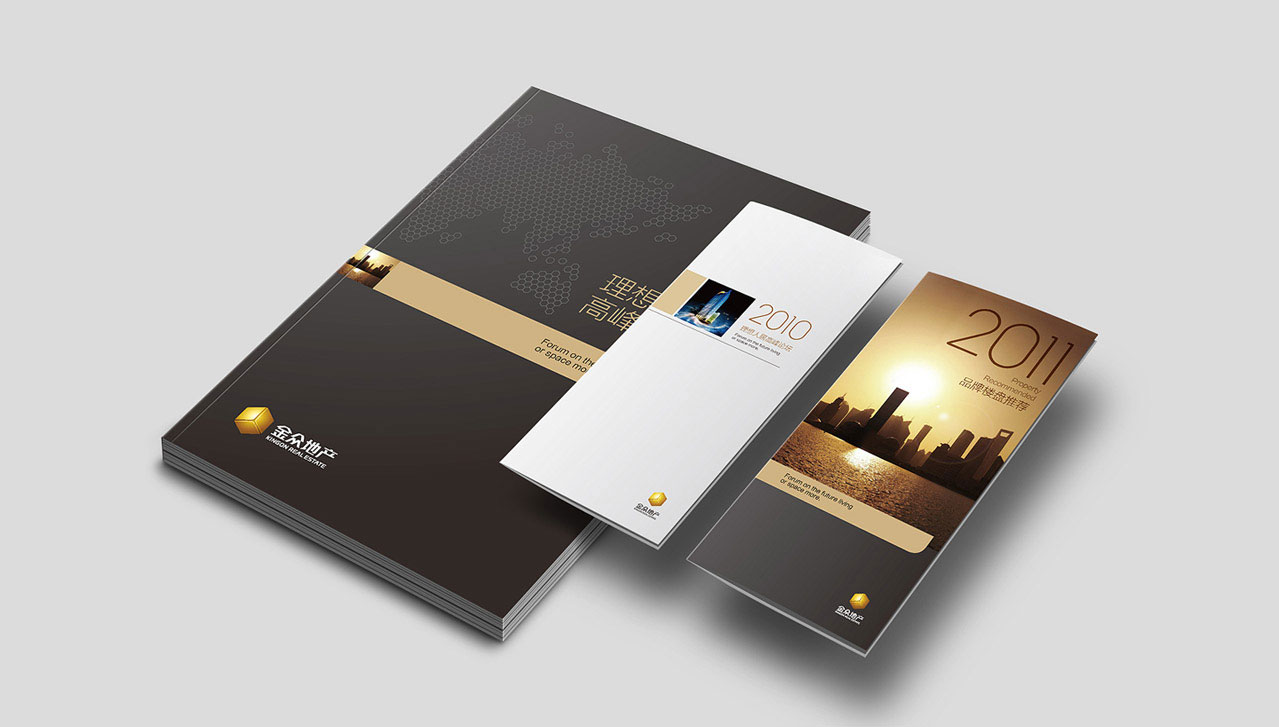 理想
高峰
Forum on the
or space mo
金众地产
KINGON REAL ESTATE
2010
理想人居高峰论坛
Forum on the future living
or space more.
金众地产
2011
Property
Recommended
品牌楼盘推荐
Forum on the future living
or space more.
金众地产